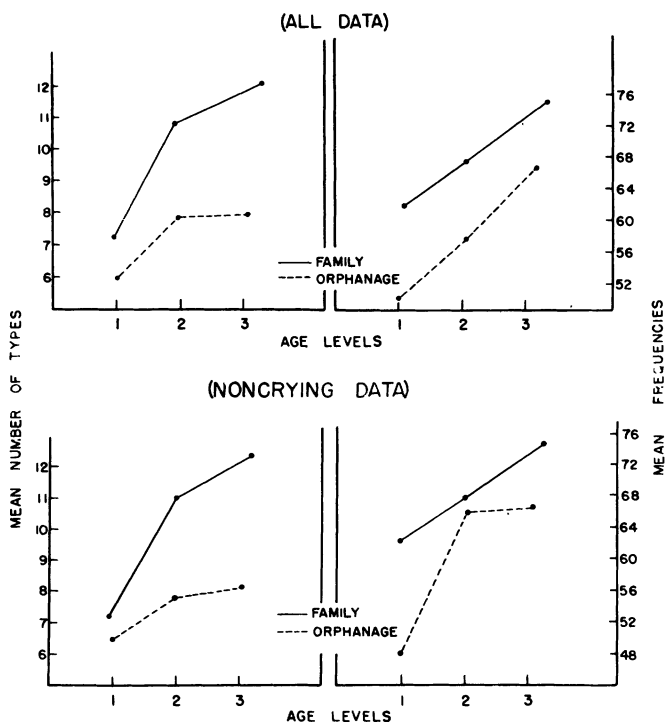 (ALL DATA)
12
11
10
9
8
7
6
76
72
68
64
60
56
52
FAMILY
ORPHANAGE
1 2 3
1 2 3
AGE LEVELS
MEAN NUMBER OF TYPES
MEAN FREQUENCIES
(NONCRYING DATA)
12
11
10
9
8
7
6
76
72
68
64
60
56
52
48
FAMILY
ORPHANAGE
1 2 3
1 2 3
AGE LEVELS